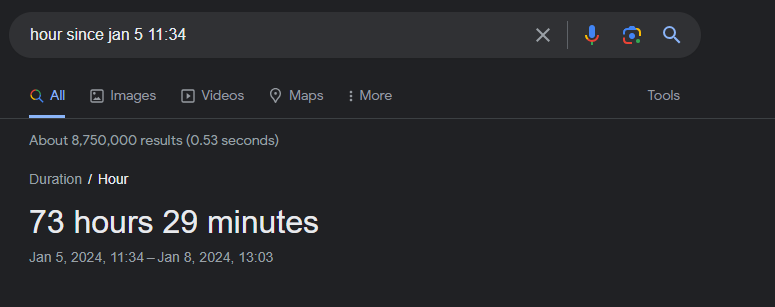 hour since jan 5 11:34
All Images Videos Maps More Tools
About 8,750,000 results (0.53 seconds)
Duration / Hour
73 hours 29 minutes
Jan 5, 2024, 11:34 – Jan 8, 2024, 13:03